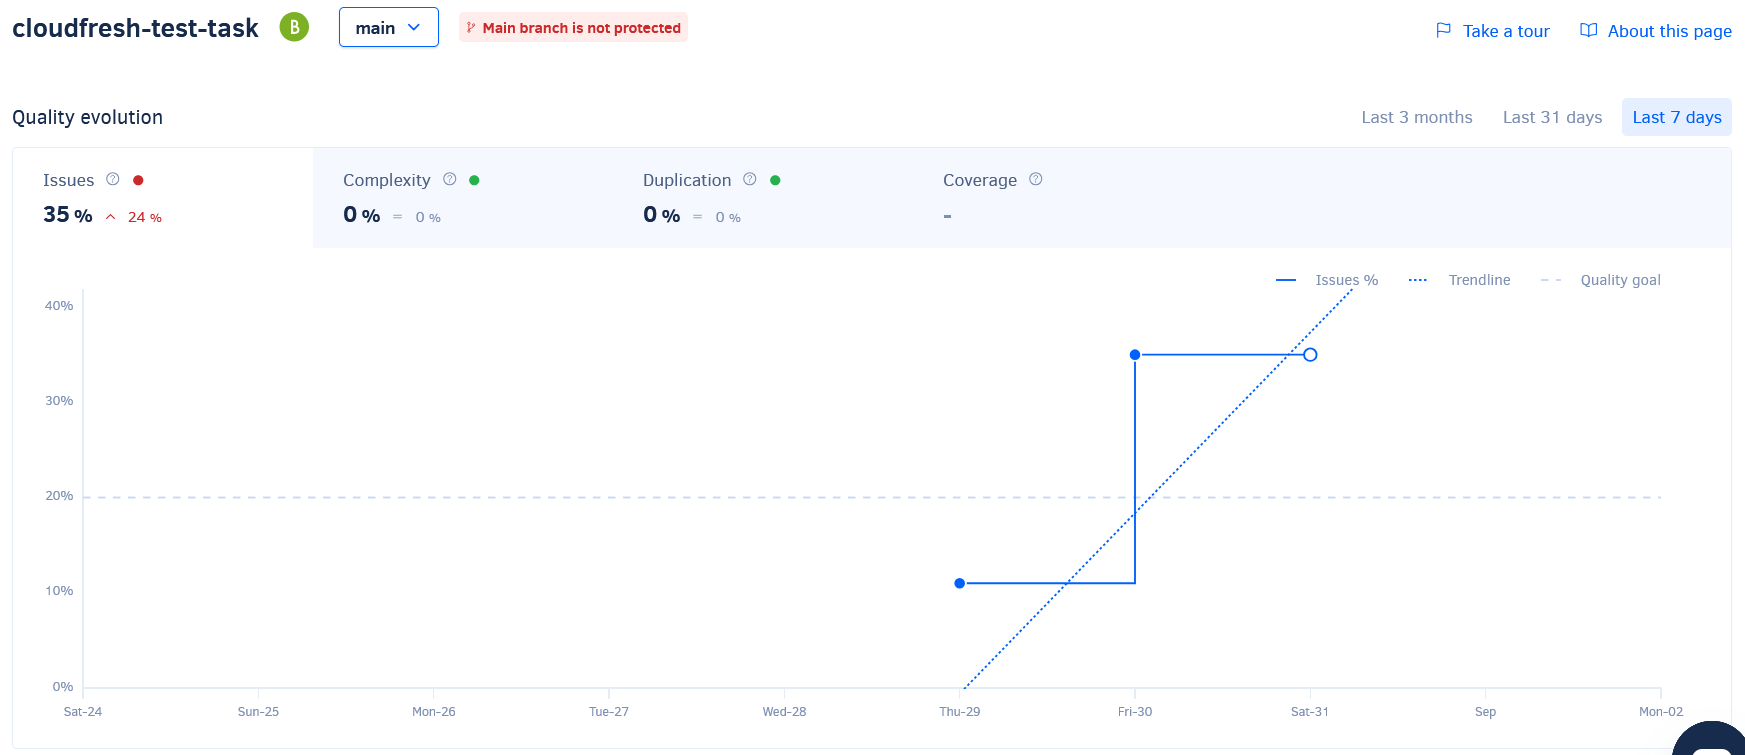 cloudfresh-test-task B main Main branch is not protected Take a tour About this page
Quality evolution Last 3 months Last 31 days Last 7 days
Issues Complexity Duplication Coverage
35 % 24 % 0 % = 0 % 0 % = 0 % -
Issues % Trendline Quality goal
40%
30%
20%
10%
0%
Sat-24 Sun-25 Mon-26 Tue-27 Wed-28 Thu-29 Fri-30 Sat-31 Sep Mon-02